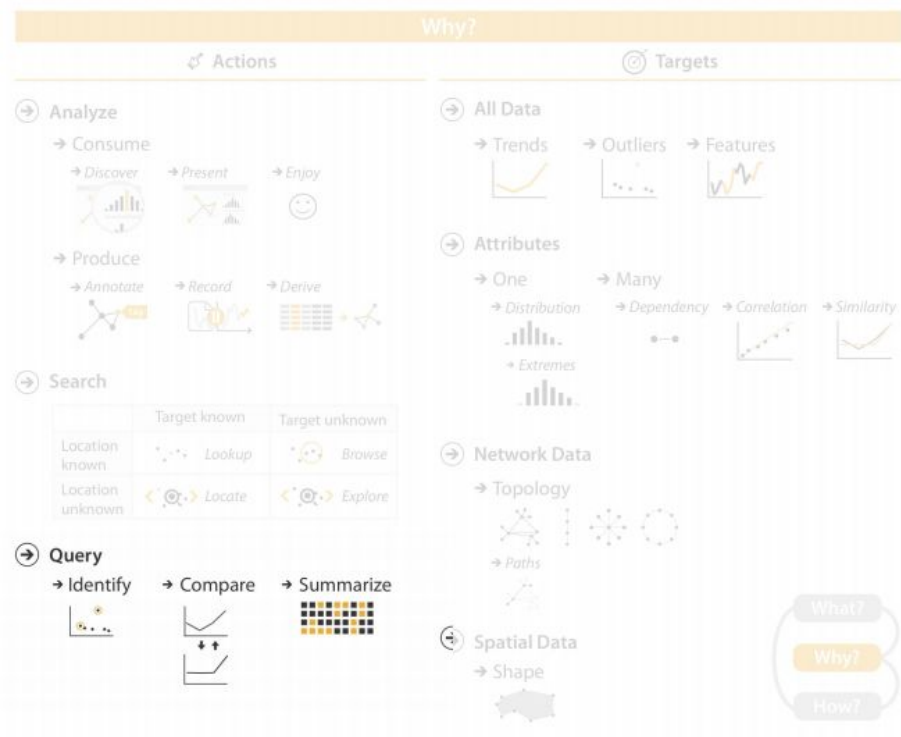 Why?
Actions
Targets
Analyze
→ Consume
→ Discover → Present → Enjoy
→ Produce
→ Annotate → Record → Derive
Search
Target known Target unknown
Location known Lookup Browse
Location unknown Locate Explore
Query
→ Identify → Compare → Summarize
All Data
→ Trends → Outliers → Features
Attributes
→ One → Many
→ Distribution → Dependency → Correlation → Similarity
→ Extremes
Network Data
→ Topology
→ Paths
Spatial Data
→ Shape
What?
Why?
How?